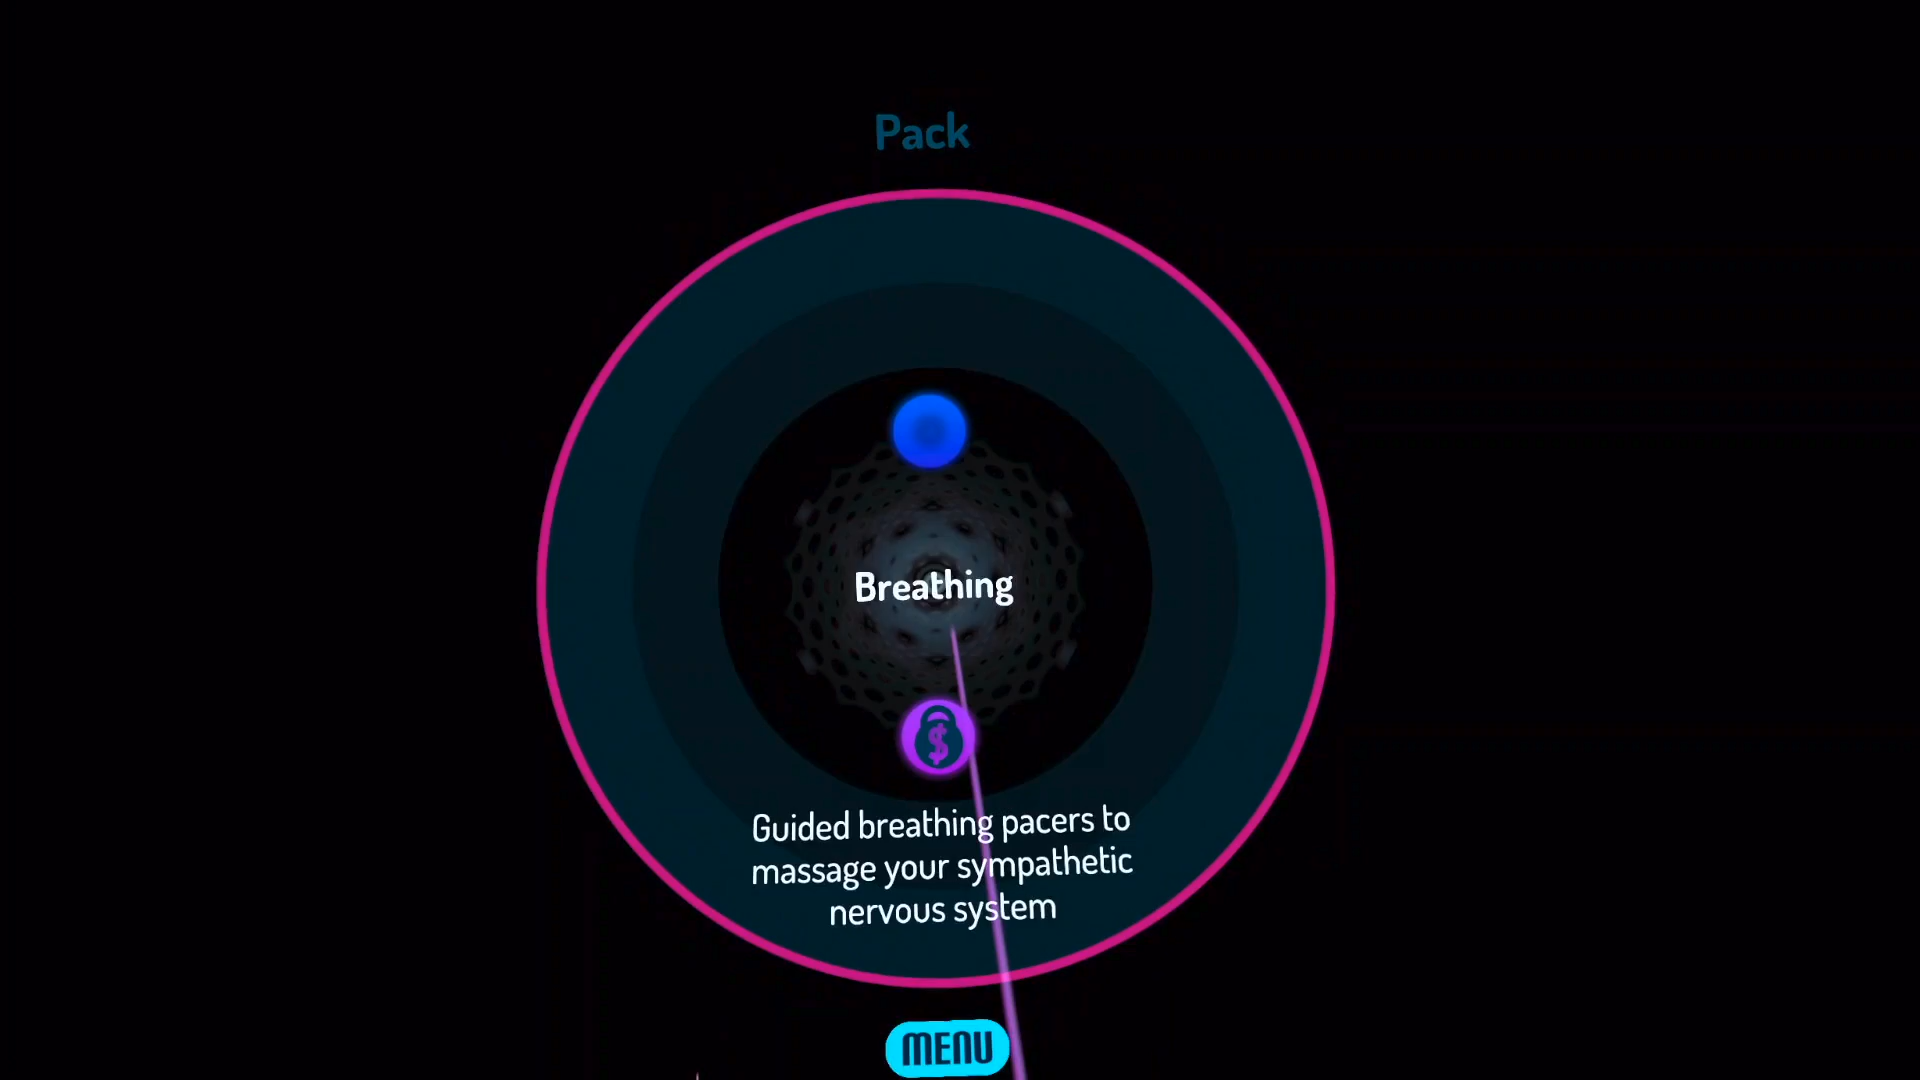 Pack
Breathing
$
Guided breathing pacers to
massage your sympathetic
nervous system
MENU